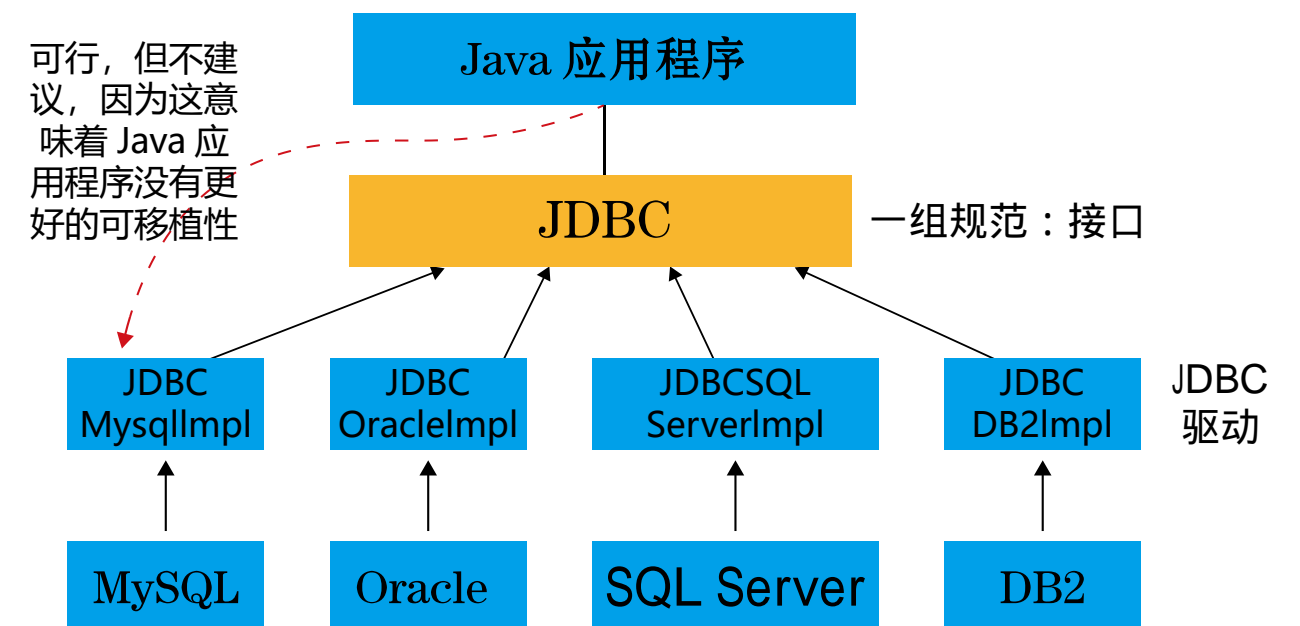 Java 应用程序
可行，但不建
议，因为这意
味着 Java 应
用程序没有更
好的可移植性
JDBC
一组规范：接口
JDBC
MysqlImpl
JDBC
OracleImpl
JDBCSQL
ServerImpl
JDBC
DB2Impl
JDBC
驱动
MySQL
Oracle
SQL Server
DB2